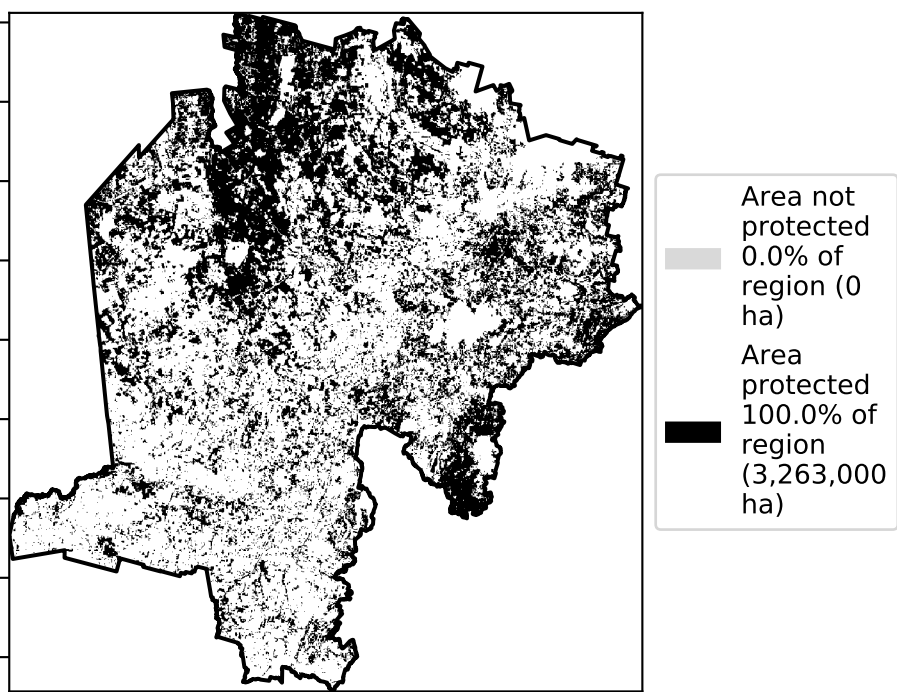 Area not
protected
0.0% of
region (0
ha)
Area
protected
100.0% of
region
(3,263,000
ha)